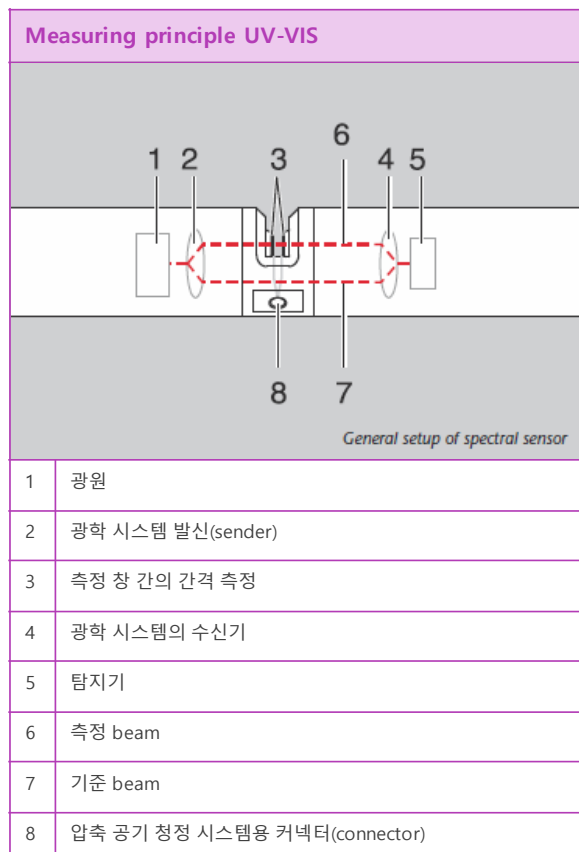 Measuring principle UV-VIS
1 2 3 6 4 5
8 7
General setup of spectral sensor
1 광원
2 광학 시스템 발신(sender)
3 측정 창 간의 간격 측정
4 광학 시스템의 수신기
5 탐지기
6 측정 beam
7 기준 beam
8 압축 공기 청정 시스템용 커넥터(connector)